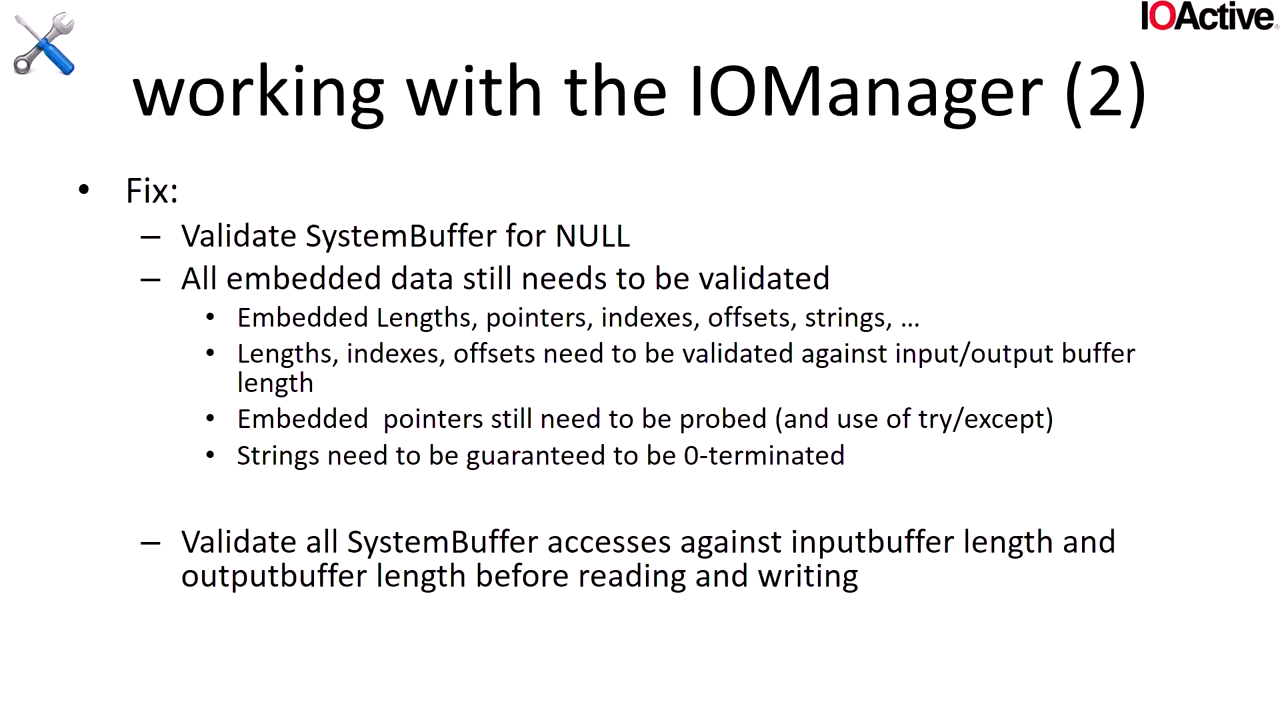 IOActive
working with the IOManager (2)
• Fix:
– Validate SystemBuffer for NULL
– All embedded data still needs to be validated
• Embedded Lengths, pointers, indexes, offsets, strings, …
• Lengths, indexes, offsets need to be validated against input/output buffer
length
• Embedded  pointers still need to be probed (and use of try/except)
• Strings need to be guaranteed to be 0-terminated
– Validate all SystemBuffer accesses against inputbuffer length and
outputbuffer length before reading and writing